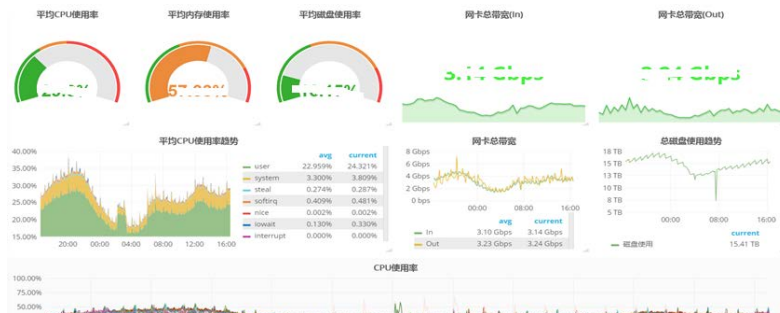 平均CPU使用率
平均内存使用率
平均磁盘使用率
网卡总带宽(In)
网卡总带宽(Out)
3.14 Gbps
平均CPU使用率趋势
40.00%
35.00%
30.00%
25.00%
20.00%
15.00%
20:00 00:00 04:00 08:00 12:00 16:00
avg current
user 22.959% 24.321%
system 3.300% 3.809%
steal 0.274% 0.287%
softirq 0.409% 0.481%
nice 0.002% 0.002%
iowait 0.130% 0.330%
interrupt 0.000% 0.000%
网卡总带宽
8 Gbps
6 Gbps
4 Gbps
2 Gbps
0 bps
00:00 08:00 16:00
avg current
In 3.10 Gbps 3.14 Gbps
Out 3.23 Gbps 3.24 Gbps
总磁盘使用趋势
18 TB
15 TB
13 TB
10 TB
8 TB
5 TB
00:00 08:00 16:00
current
磁盘使用 15.41 TB
CPU使用率
100.00%
75.00%
50.00%